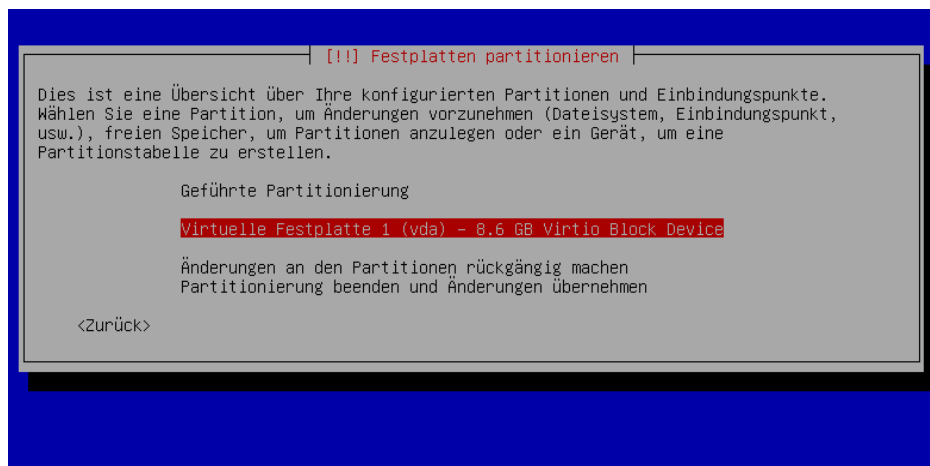 [!!] Festplatten partitionieren
Dies ist eine Übersicht über Ihre konfigurierten Partitionen und Einbindungspunkte.
Wählen Sie eine Partition, um Änderungen vorzunehmen (Dateisystem, Einbindungspunkt,
usw.), freien Speicher, um Partitionen anzulegen oder ein Gerät, um eine
Partitionstabelle zu erstellen.
Geführte Partitionierung
Virtuelle Festplatte 1 (vda) – 8.6 GB Virtio Block Device
Änderungen an den Partitionen rückgängig machen
Partitionierung beenden und Änderungen übernehmen
<Zurück>